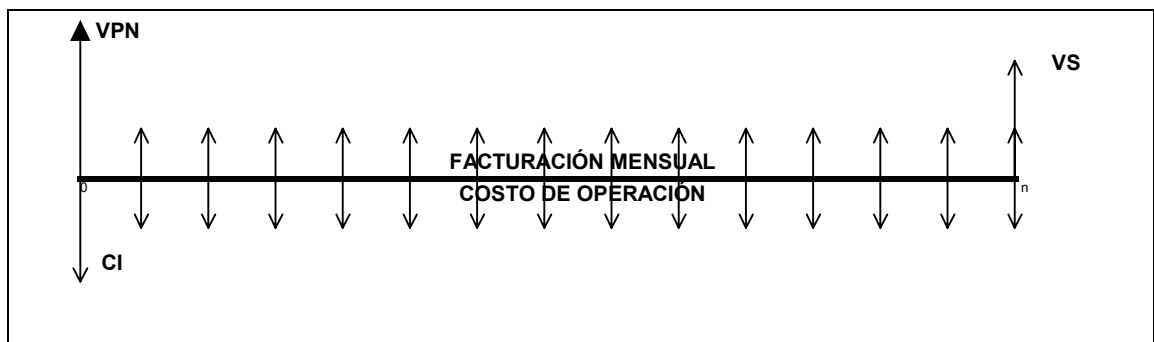 VPN
VS
FACTURACIÓN MENSUAL
0
n
COSTO DE OPERACIÓN
CI